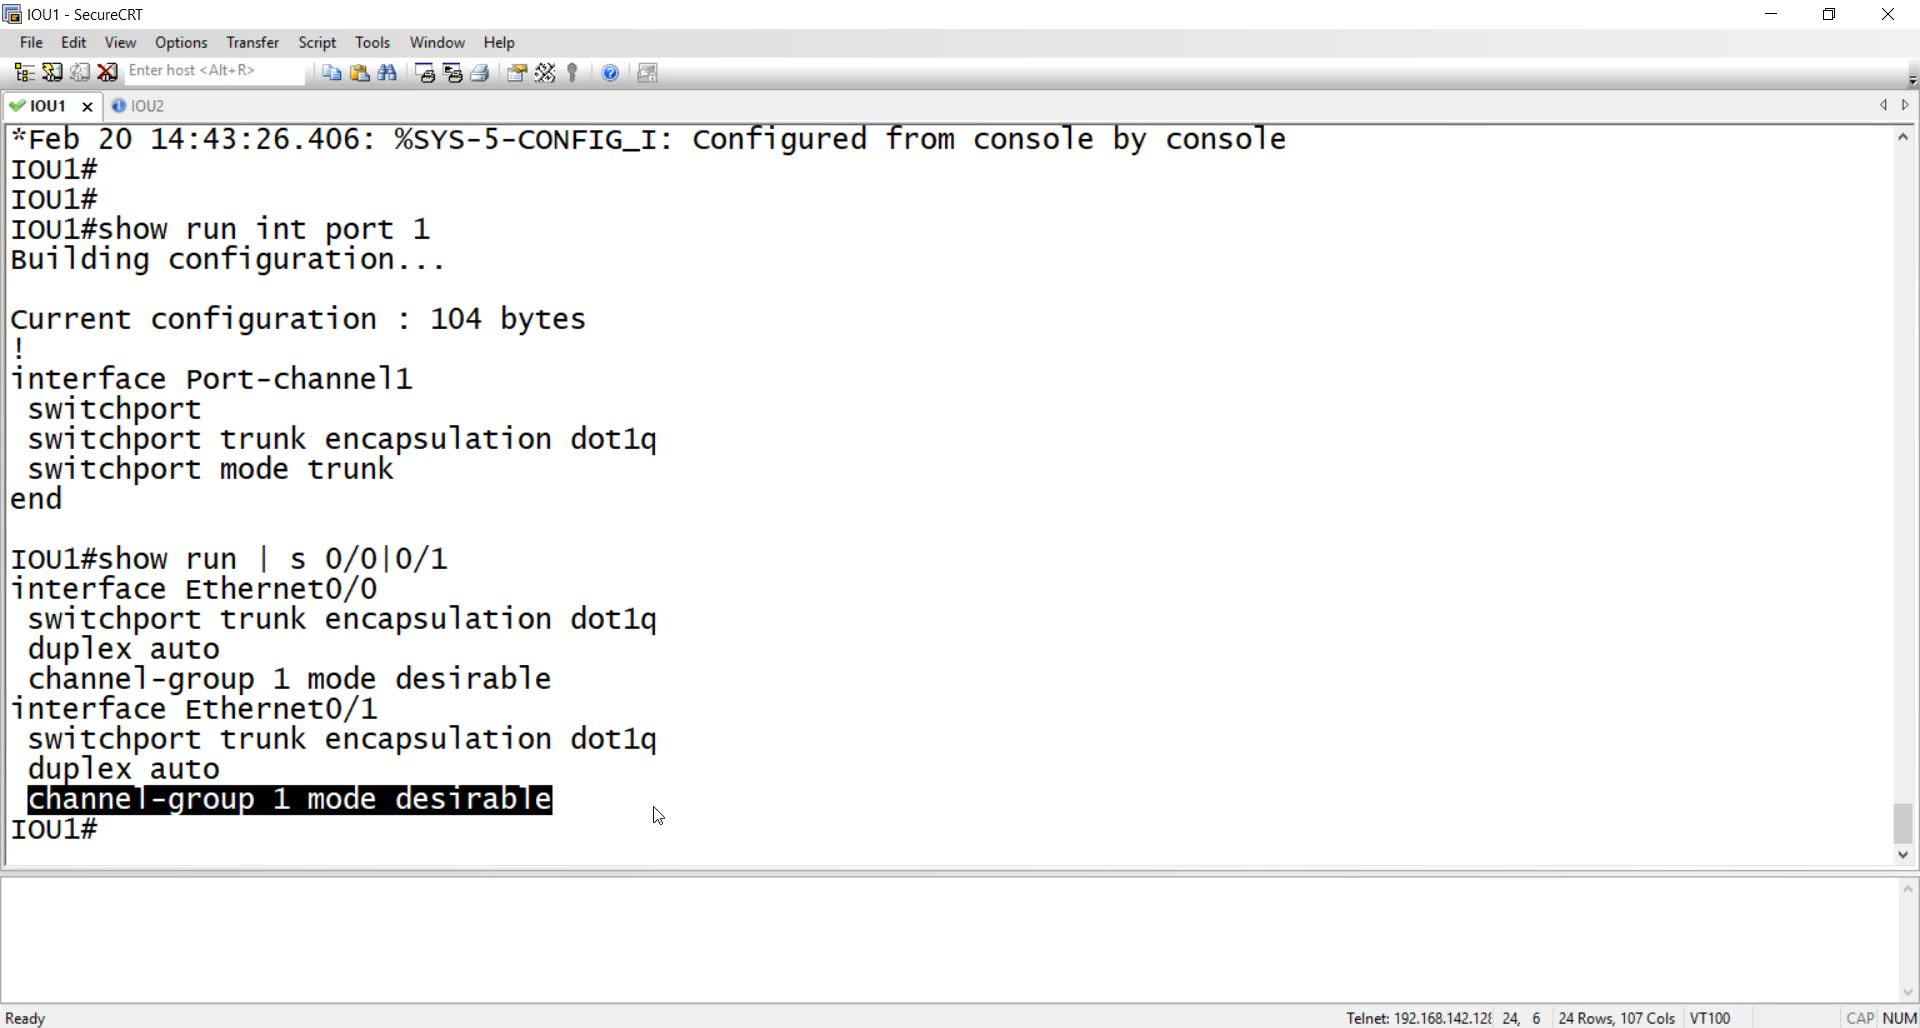 IOU1 - SecureCRT
File Edit View Options Transfer Script Tools Window Help
Enter host <Alt+R>
IOU1 IOU2
*Feb 20 14:43:26.406: %SYS-5-CONFIG_I: Configured from console by console
IOU1#
IOU1#
IOU1#show run int port 1
Building configuration...
Current configuration : 104 bytes
!
interface Port-channel1
switchport
switchport trunk encapsulation dot1q
switchport mode trunk
end
IOU1#show run | s 0/0|0/1
interface Ethernet0/0
switchport trunk encapsulation dot1q
duplex auto
channel-group 1 mode desirable
interface Ethernet0/1
switchport trunk encapsulation dot1q
duplex auto
channel-group 1 mode desirable
IOU1#
Ready Telnet: 192.168.142.128 24, 6 24 Rows, 107 Cols VT100 CAP NUM